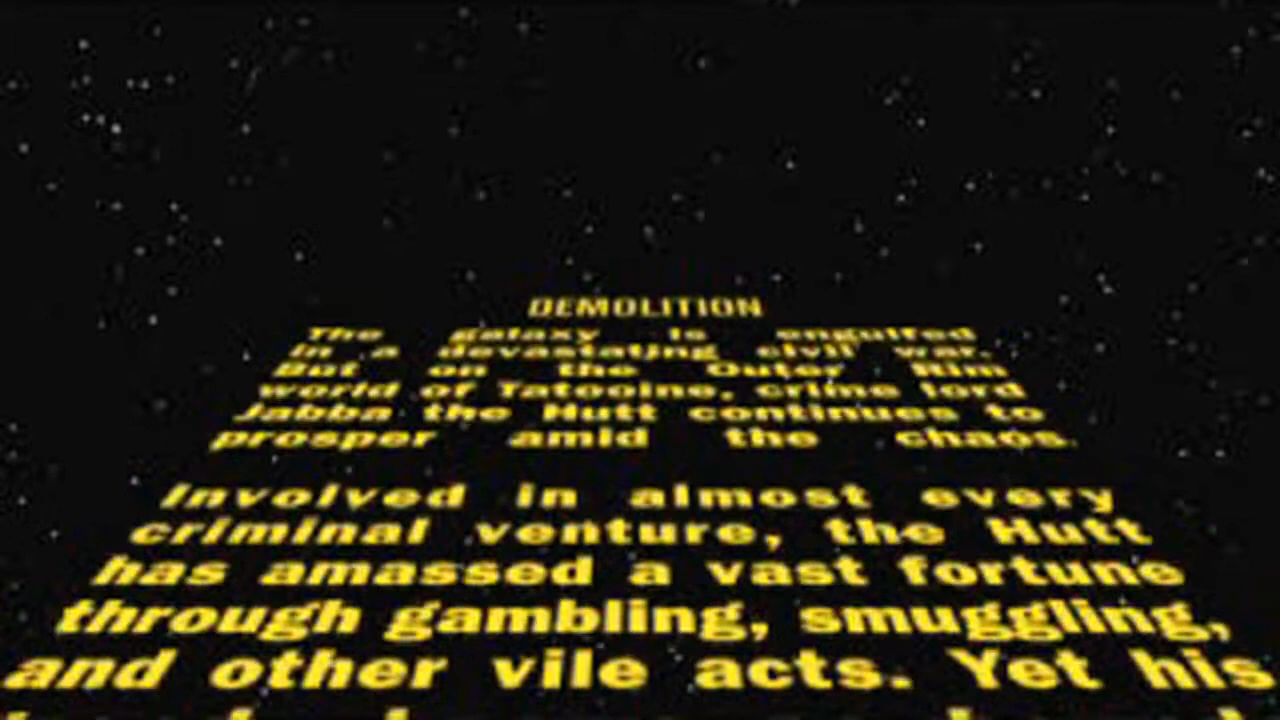 DEMOLITION
The galaxy is engulfed
in a devastating civil war.
But on the Outer Rim
world of Tatooine, crime lord
Jabba the Hutt continues to
prosper amid the chaos.
Involved in almost every
criminal venture, the Hutt
has amassed a vast fortune
through gambling, smuggling,
and other vile acts. Yet his